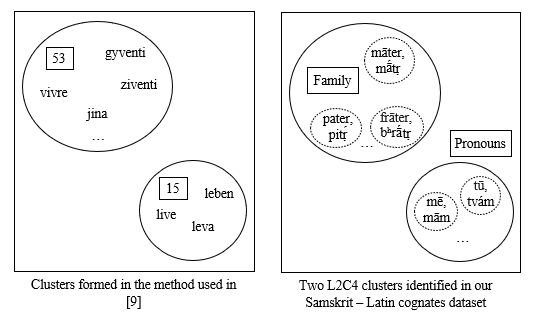 53
gyventi
vivre
ziventi
jina
...
15
leben
live
leva
Clusters formed in the method used in
[9]
māter,
mā́tṛ
Family
pater,
pitṛ́
frāter,
bʰrā́tṛ
...
Pronouns
mē,
mām
tū,
tvám
...
Two L2C4 clusters identified in our
Samskrit – Latin cognates dataset